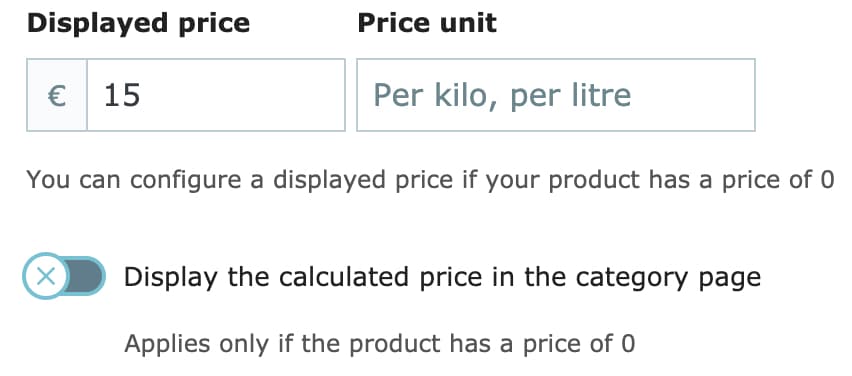 Displayed price Price unit
€ 15 Per kilo, per litre
You can configure a displayed price if your product has a price of 0
Display the calculated price in the category page
Applies only if the product has a price of 0